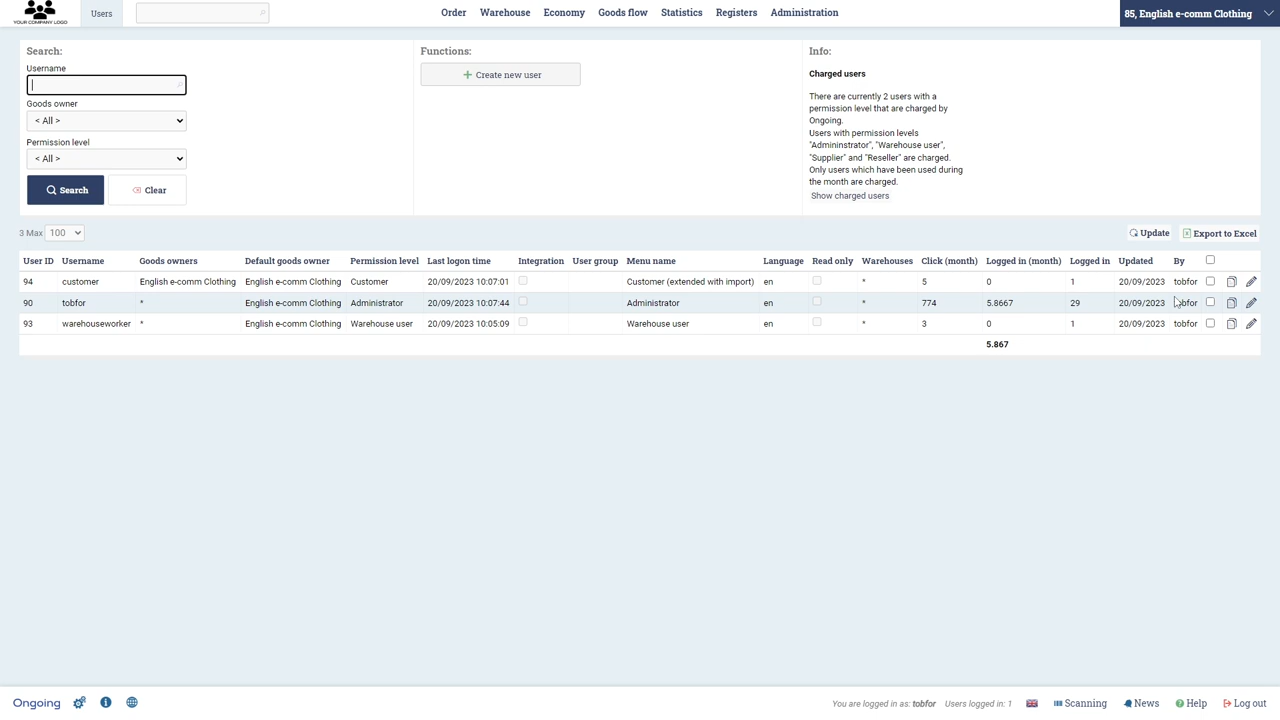 YOUR COMPANY LOGO
Users
Order Warehouse Economy Goods flow Statistics Registers Administration
85, English e-comm Clothing
Search:
Username
Goods owner
< All >
Permission level
< All >
Search Clear
Functions:
Create new user
Info:
Charged users
There are currently 2 users with a
permission level that are charged by
Ongoing.
Users with permission levels
"Admininstrator", "Warehouse user",
"Supplier" and "Reseller" are charged.
Only users which have been used during
the month are charged.
Show charged users
3 Max 100
Update Export to Excel
User ID Username Goods owners Default goods owner Permission level Last logon time Integration User group Menu name Language Read only Warehouses Click (month) Logged in (month) Logged in Updated By
94 customer English e-comm Clothing English e-comm Clothing Customer 20/09/2023 10:07:01 Customer (extended with import) en * 5 0 1 20/09/2023 tobfor
90 tobfor * English e-comm Clothing Administrator 20/09/2023 10:07:44 Administrator en * 774 5.8667 29 20/09/2023 tobfor
93 warehouseworker * English e-comm Clothing Warehouse user 20/09/2023 10:05:09 Warehouse user en * 3 0 1 20/09/2023 tobfor
5.867
Ongoing
You are logged in as: tobfor Users logged in: 1 Scanning News Help Log out